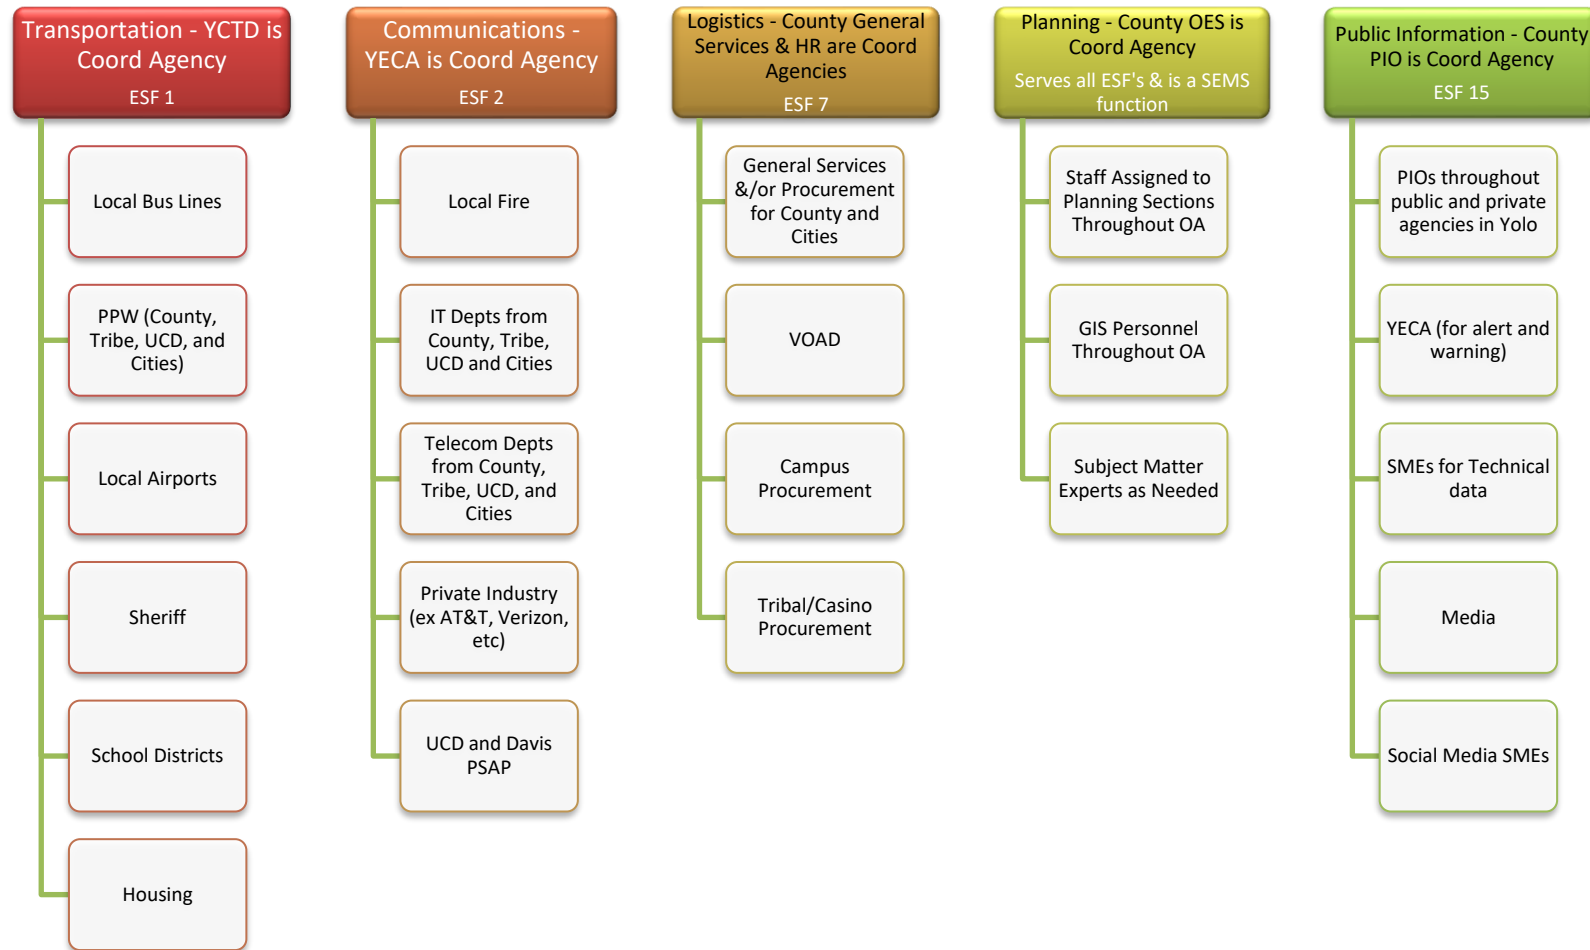 Transportation - YCTD is
Coord Agency
ESF 1
Local Bus Lines
PPW (County,
Tribe, UCD, and
Cities)
Local Airports
Sheriff
School Districts
Housing
Communications -
YECA is Coord Agency
ESF 2
Local Fire
IT Depts from
County, Tribe,
UCD and Cities
Telecom Depts
from County,
Tribe, UCD, and
Cities
Private Industry
(ex AT&T, Verizon,
etc)
UCD and Davis
PSAP
Logistics - County General
Services & HR are Coord
Agencies
ESF 7
General Services
&/or Procurement
for County and
Cities
VOAD
Campus
Procurement
Tribal/Casino
Procurement
Planning - County OES is
Coord Agency
Serves all ESF's & is a SEMS
function
Staff Assigned to
Planning Sections
Throughout OA
GIS Personnel
Throughout OA
Subject Matter
Experts as Needed
Public Information - County
PIO is Coord Agency
ESF 15
PIOs throughout
public and private
agencies in Yolo
YECA (for alert and
warning)
SMEs for Technical
data
Media
Social Media SMEs